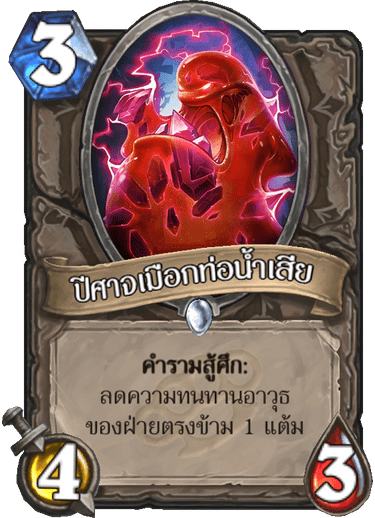 3
ปีศาจเมือกท่อน้ำเสีย
คำรามสู้ศึก:
ลดความทนทานอาวุธ
ของฝ่ายตรงข้าม 1 แต้ม
4
3